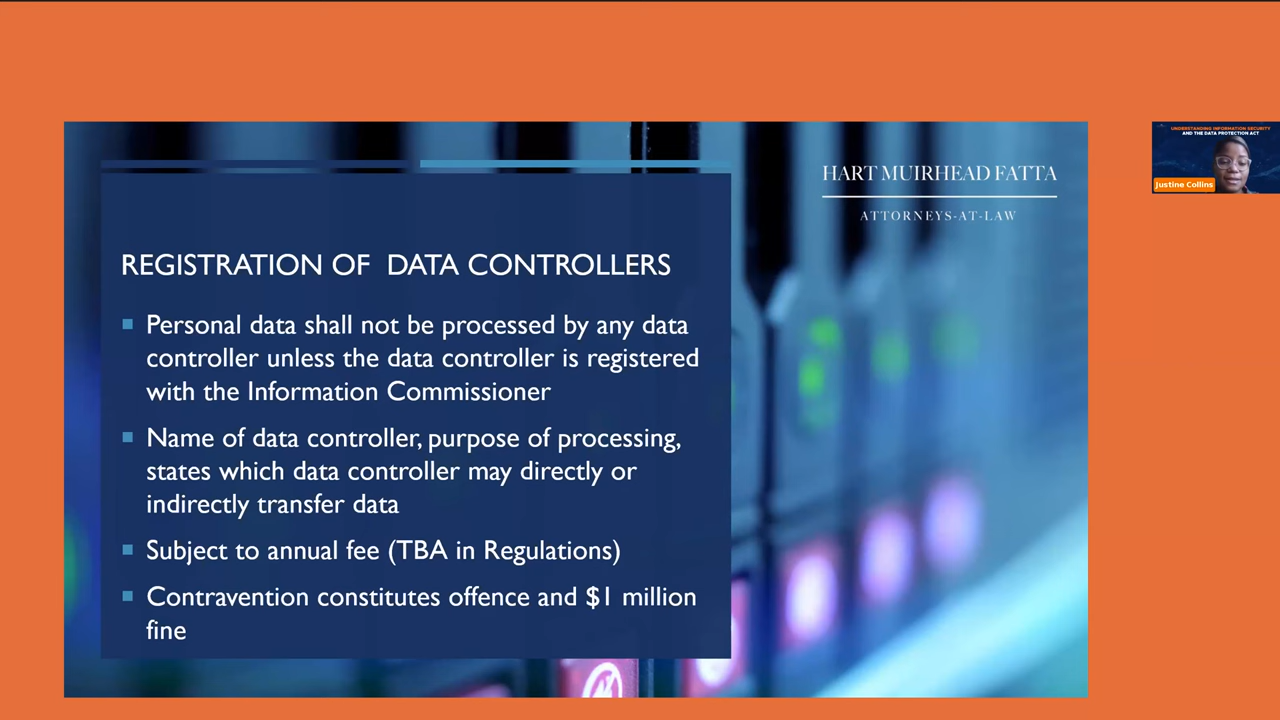 HART MUIRHEAD FATTA
ATTORNEYS-AT-LAW
REGISTRATION OF DATA CONTROLLERS
Personal data shall not be processed by any data
controller unless the data controller is registered
with the Information Commissioner
Name of data controller, purpose of processing,
states which data controller may directly or
indirectly transfer data
Subject to annual fee (TBA in Regulations)
Contravention constitutes offence and $1 million
fine
UNDERSTANDING INFORMATION SECURITY
AND THE DATA PROTECTION ACT
Justine Collins